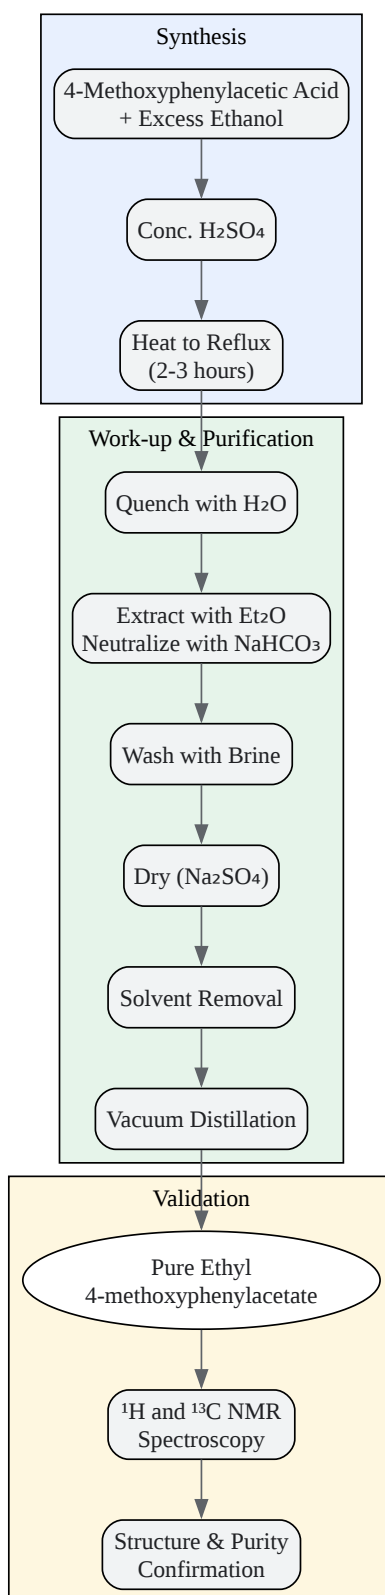 Synthesis
4-Methoxyphenylacetic Acid
+ Excess Ethanol
Conc. H₂SO₄
Heat to Reflux
(2-3 hours)
Work-up & Purification
Quench with H₂O
Extract with Et₂O
Neutralize with NaHCO₃
Wash with Brine
Dry (Na₂SO₄)
Solvent Removal
Vacuum Distillation
Validation
Pure Ethyl
4-methoxyphenylacetate
¹H and ¹³C NMR
Spectroscopy
Structure & Purity
Confirmation